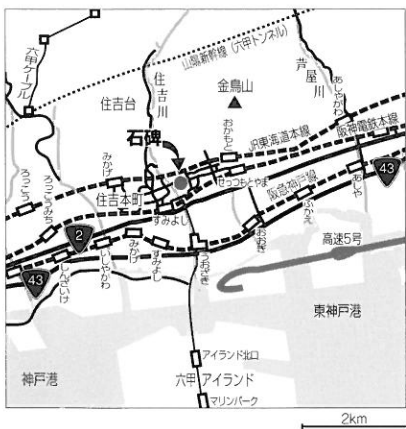 六甲ケーブル
山陽新幹線(六甲トンネル)
住吉川
住吉台
金鳥山
芦屋川
あしやがわ
石碑
おかもと
JR東海道本線
阪神電鉄本線
みかげ
せっつもとやま
阪急神戸線
43
ろっこう
ろっこうみち
住吉本町
すみよし
あしや
ふかえ
2
おおぎ
高速5号
43
しんざいけ
いしやがわ
みかげ
すみよし
うおざき
東神戸港
神戸港
アイランド北口
六甲アイランド
マリンパーク
2km